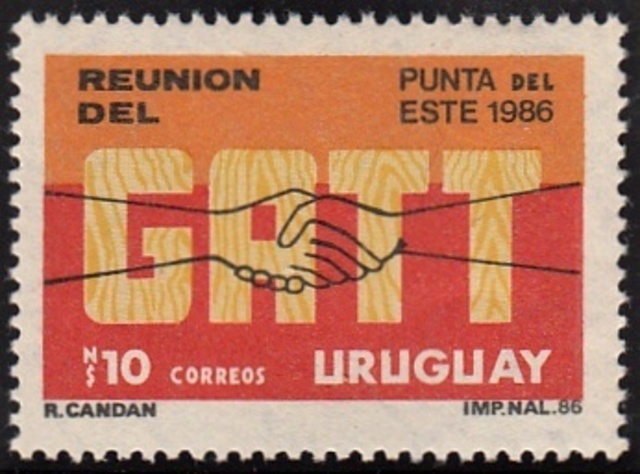 REUNION
DEL
PUNTA DEL
ESTE 1986
GATT
N$ 10 CORREOS URUGUAY
R. CANDAN IMP. NAL. 86